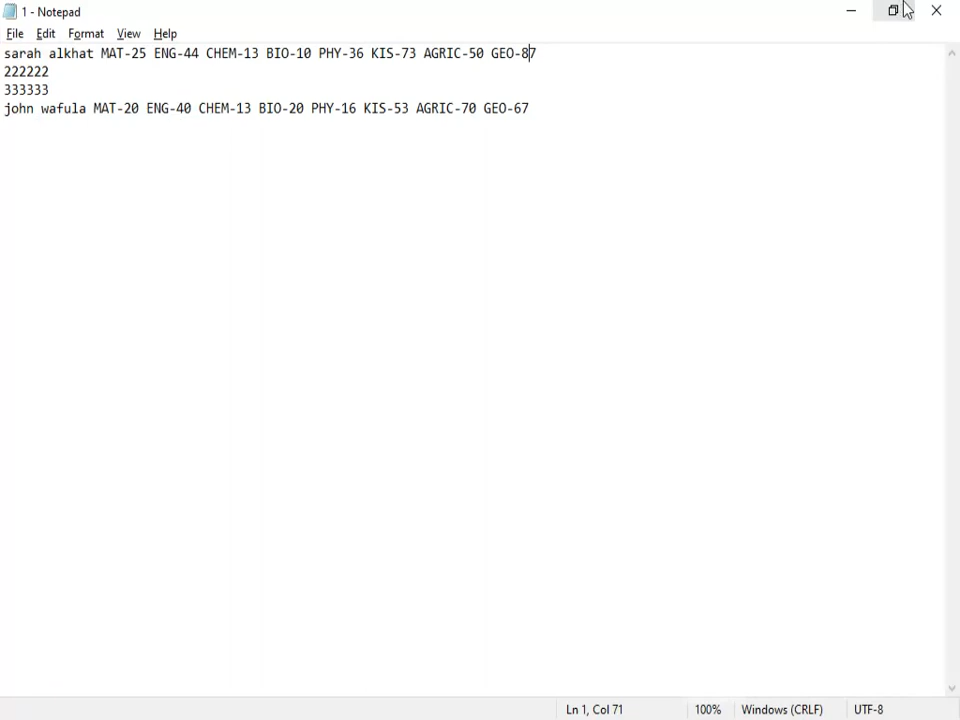 1 - Notepad
File Edit Format View Help
sarah alkhat MAT-25 ENG-44 CHEM-13 BIO-10 PHY-36 KIS-73 AGRIC-50 GEO-87
222222
333333
john wafula MAT-20 ENG-40 CHEM-13 BIO-20 PHY-16 KIS-53 AGRIC-70 GEO-67
Ln 1, Col 71 100% Windows (CRLF) UTF-8